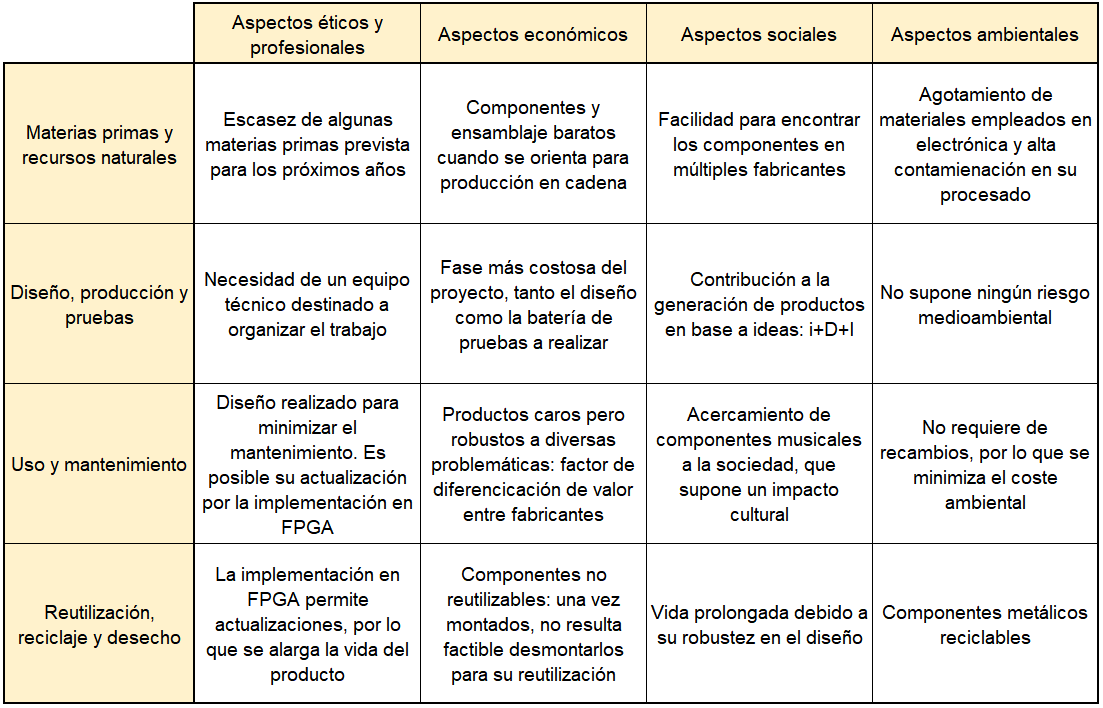 Aspectos éticos y
profesionales
Aspectos económicos
Aspectos sociales
Aspectos ambientales
Materias primas y
recursos naturales
Escasez de algunas
materias primas prevista
para los próximos años
Componentes y
ensamblaje baratos
cuando se orienta para
producción en cadena
Facilidad para encontrar
los componentes en
múltiples fabricantes
Agotamiento de
materiales empleados en
electrónica y alta
contamienación en su
procesado
Diseño, producción y
pruebas
Necesidad de un equipo
técnico destinado a
organizar el trabajo
Fase más costosa del
proyecto, tanto el diseño
como la batería de
pruebas a realizar
Contribución a la
generación de productos
en base a ideas: i+D+I
No supone ningún riesgo
medioambiental
Uso y mantenimiento
Diseño realizado para
minimizar el
mantenimiento. Es
posible su actualización
por la implementación en
FPGA
Productos caros pero
robustos a diversas
problemáticas: factor de
diferencicación de valor
entre fabricantes
Acercamiento de
componentes musicales
a la sociedad, que
supone un impacto
cultural
No requiere de
recambios, por lo que se
minimiza el coste
ambiental
Reutilización,
reciclaje y desecho
La implementación en
FPGA permite
actualizaciones, por lo
que se alarga la vida del
producto
Componentes no
reutilizables: una vez
montados, no resulta
factible desmontarlos
para su reutilización
Vida prolongada debido a
su robustez en el diseño
Componentes metálicos
reciclables